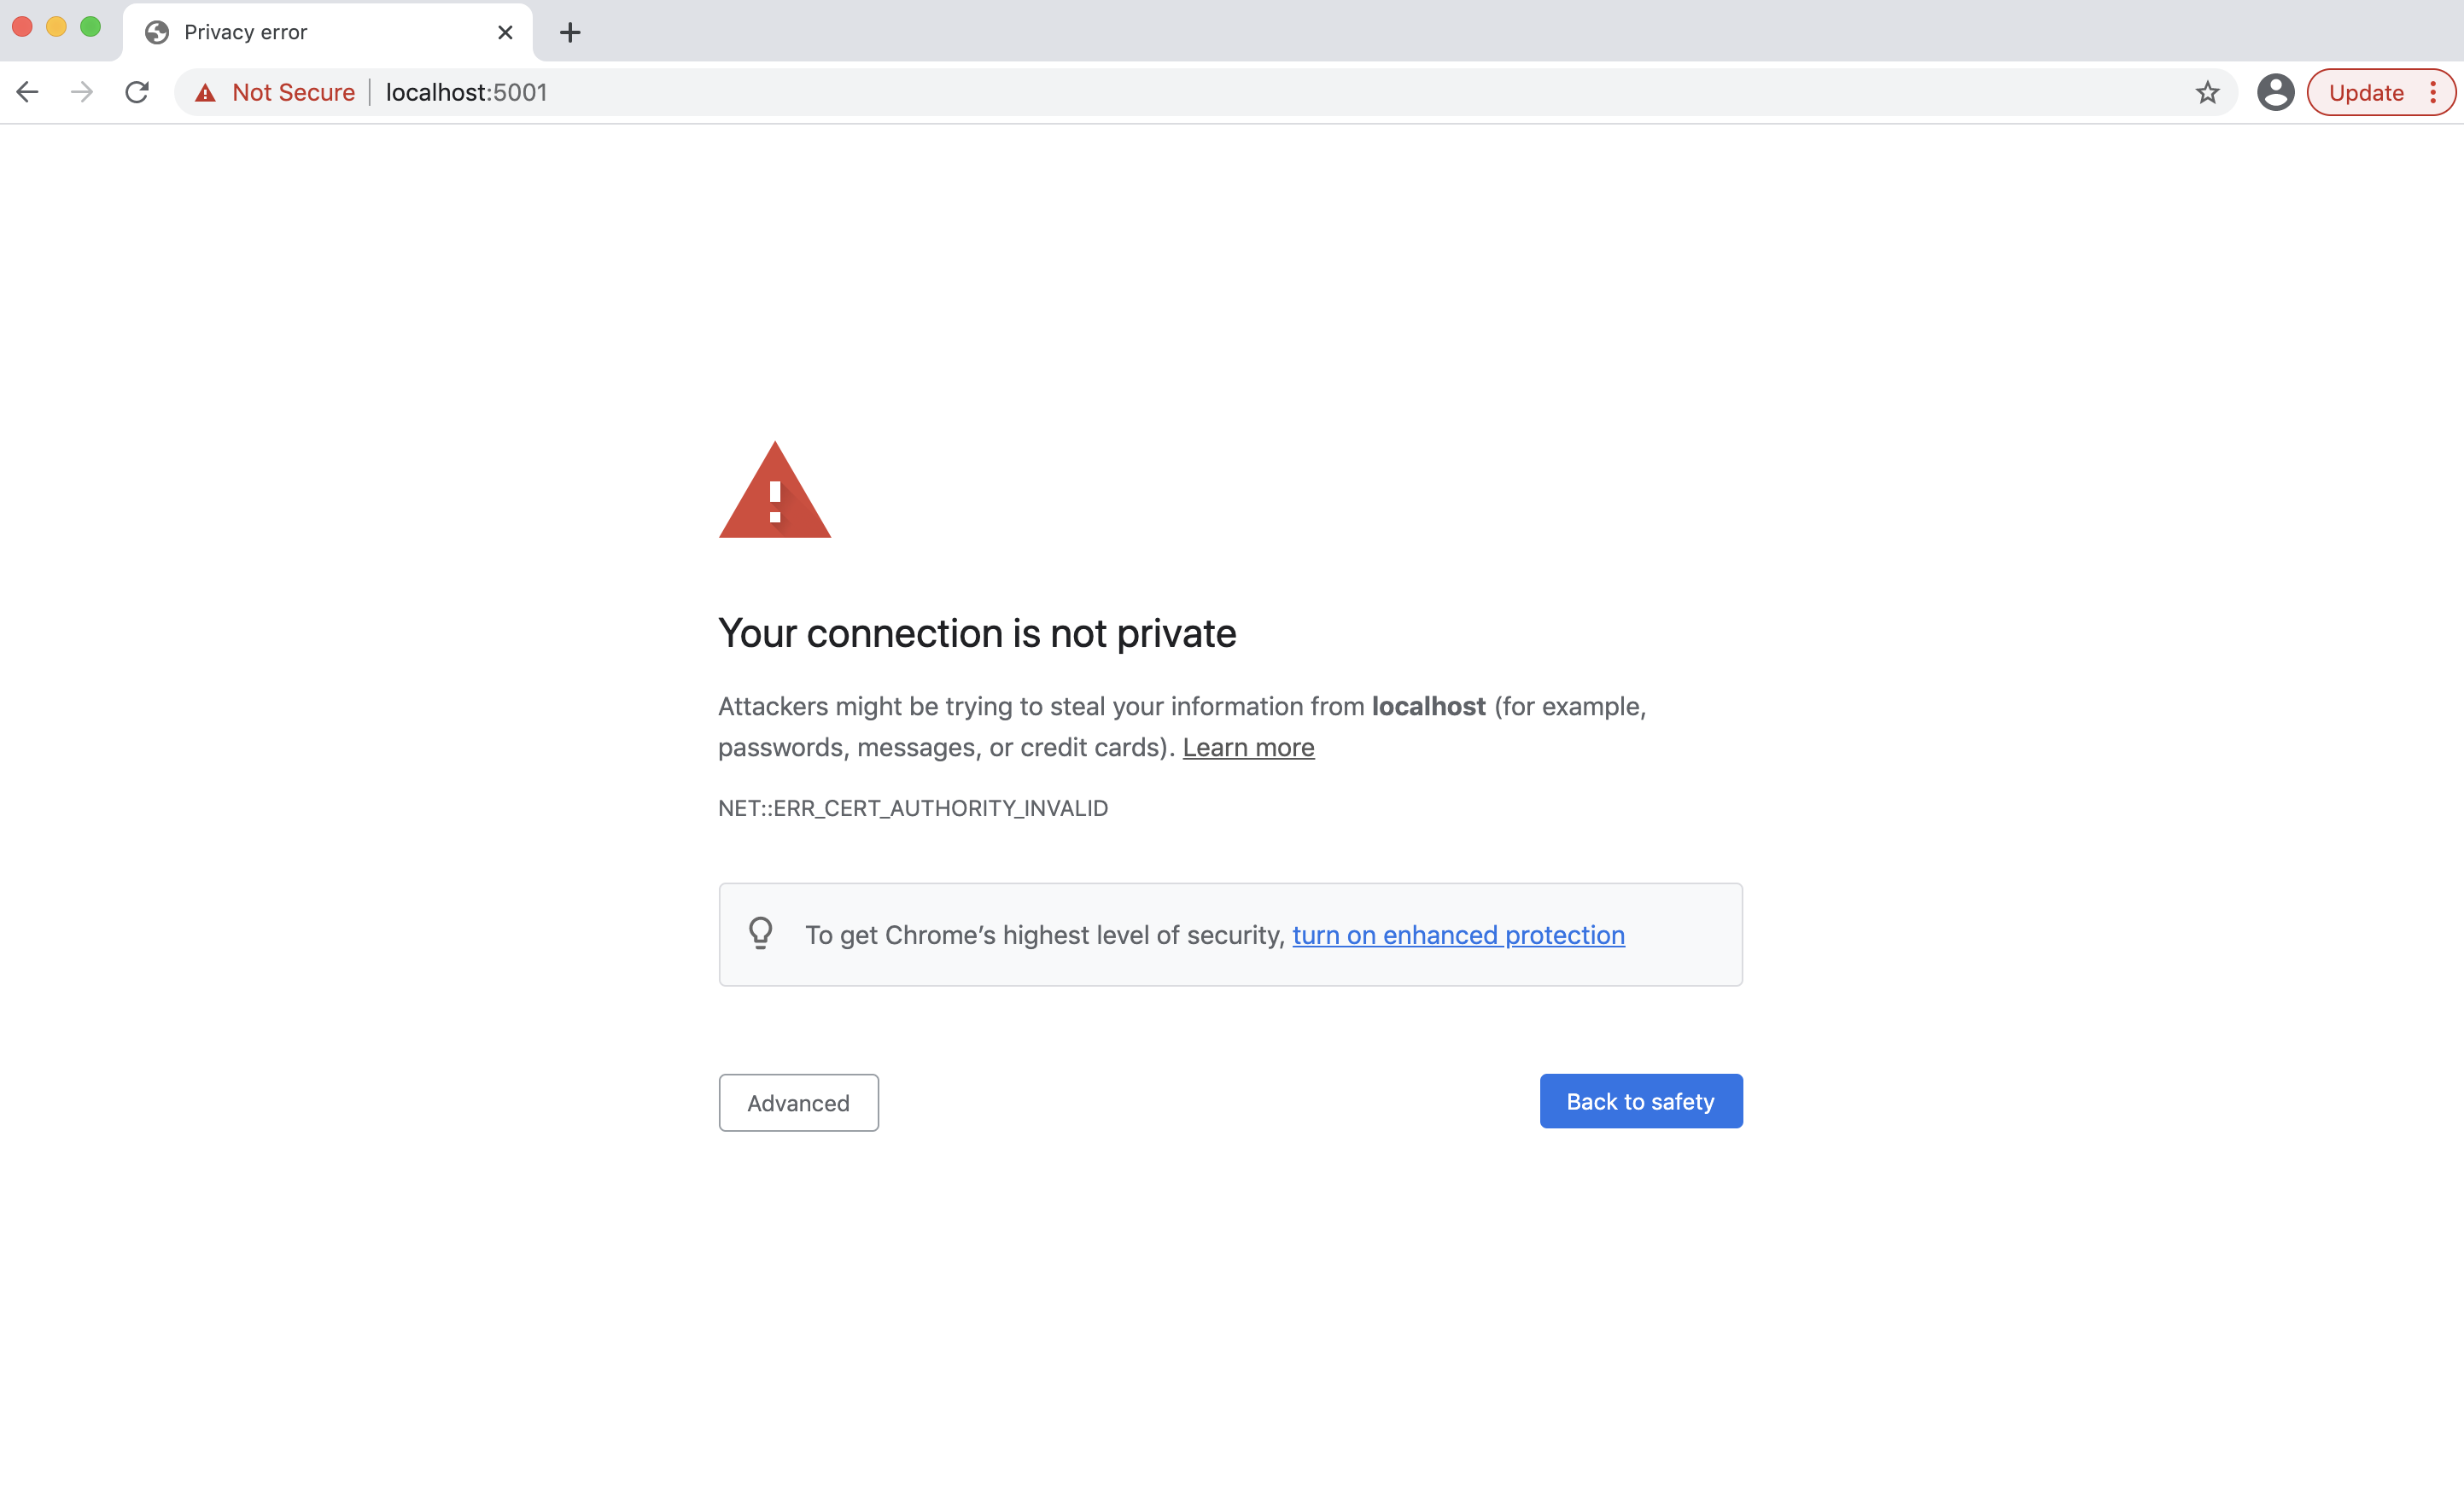 Privacy error
Not Secure localhost:5001
Update
Your connection is not private
Attackers might be trying to steal your information from localhost (for example,
passwords, messages, or credit cards). Learn more
NET::ERR_CERT_AUTHORITY_INVALID
To get Chrome’s highest level of security, turn on enhanced protection
Advanced
Back to safety